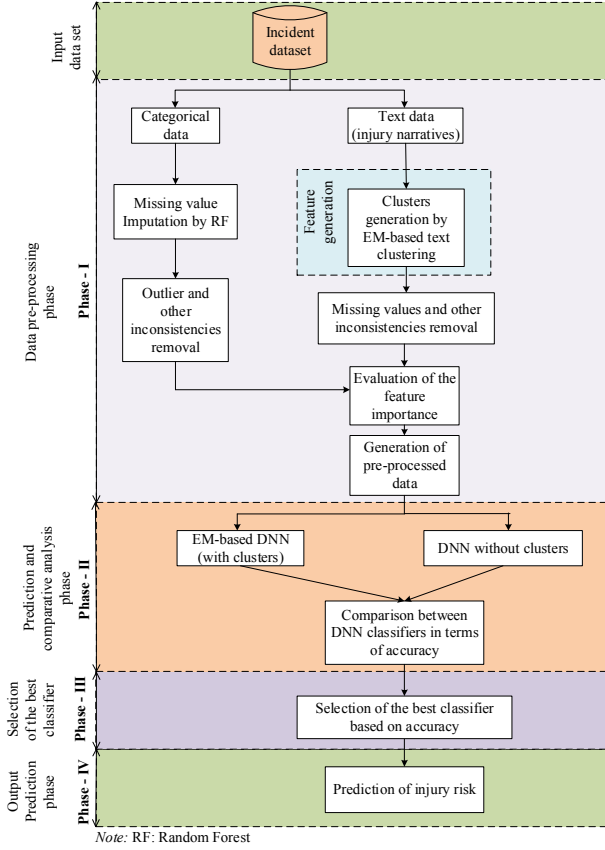 Input
data set
Incident
dataset
Data pre-processing
phase
Phase - I
Categorical
data
Text data
(injury narratives)
Missing value
Imputation by RF
Feature
generation
Clusters
generation by
EM-based text
clustering
Outlier and
other
inconsistencies
removal
Missing values and other
inconsistencies removal
Evaluation of the
feature
importance
Generation of
pre-processed
data
Prediction and
comparative analysis
phase
Phase - II
EM-based DNN
(with clusters)
DNN without clusters
Comparison between
DNN classifiers in terms
of accuracy
Selection
of the best
classifier
Phase - III
Selection of the best classifier
based on accuracy
Output
Prediction
phase
Phase - IV
Prediction of injury risk
Note: RF: Random Forest